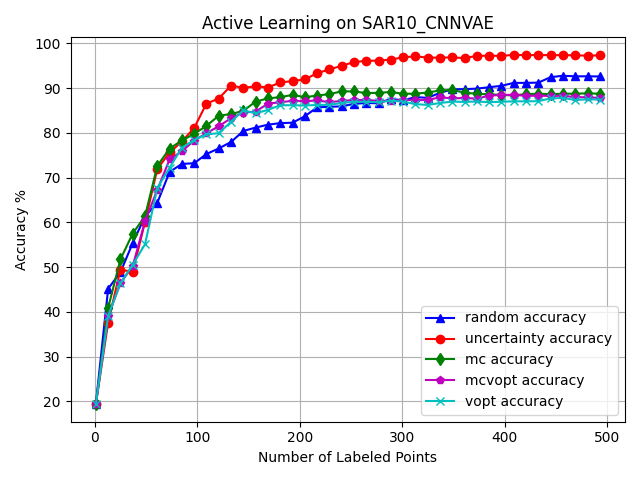 Active Learning on SAR10_CNNVAE
Accuracy %
100
90
80
70
60
50
40
30
20
0
100
200
300
400
500
Number of Labeled Points
random accuracy
uncertainty accuracy
mc accuracy
mcvopt accuracy
vopt accuracy